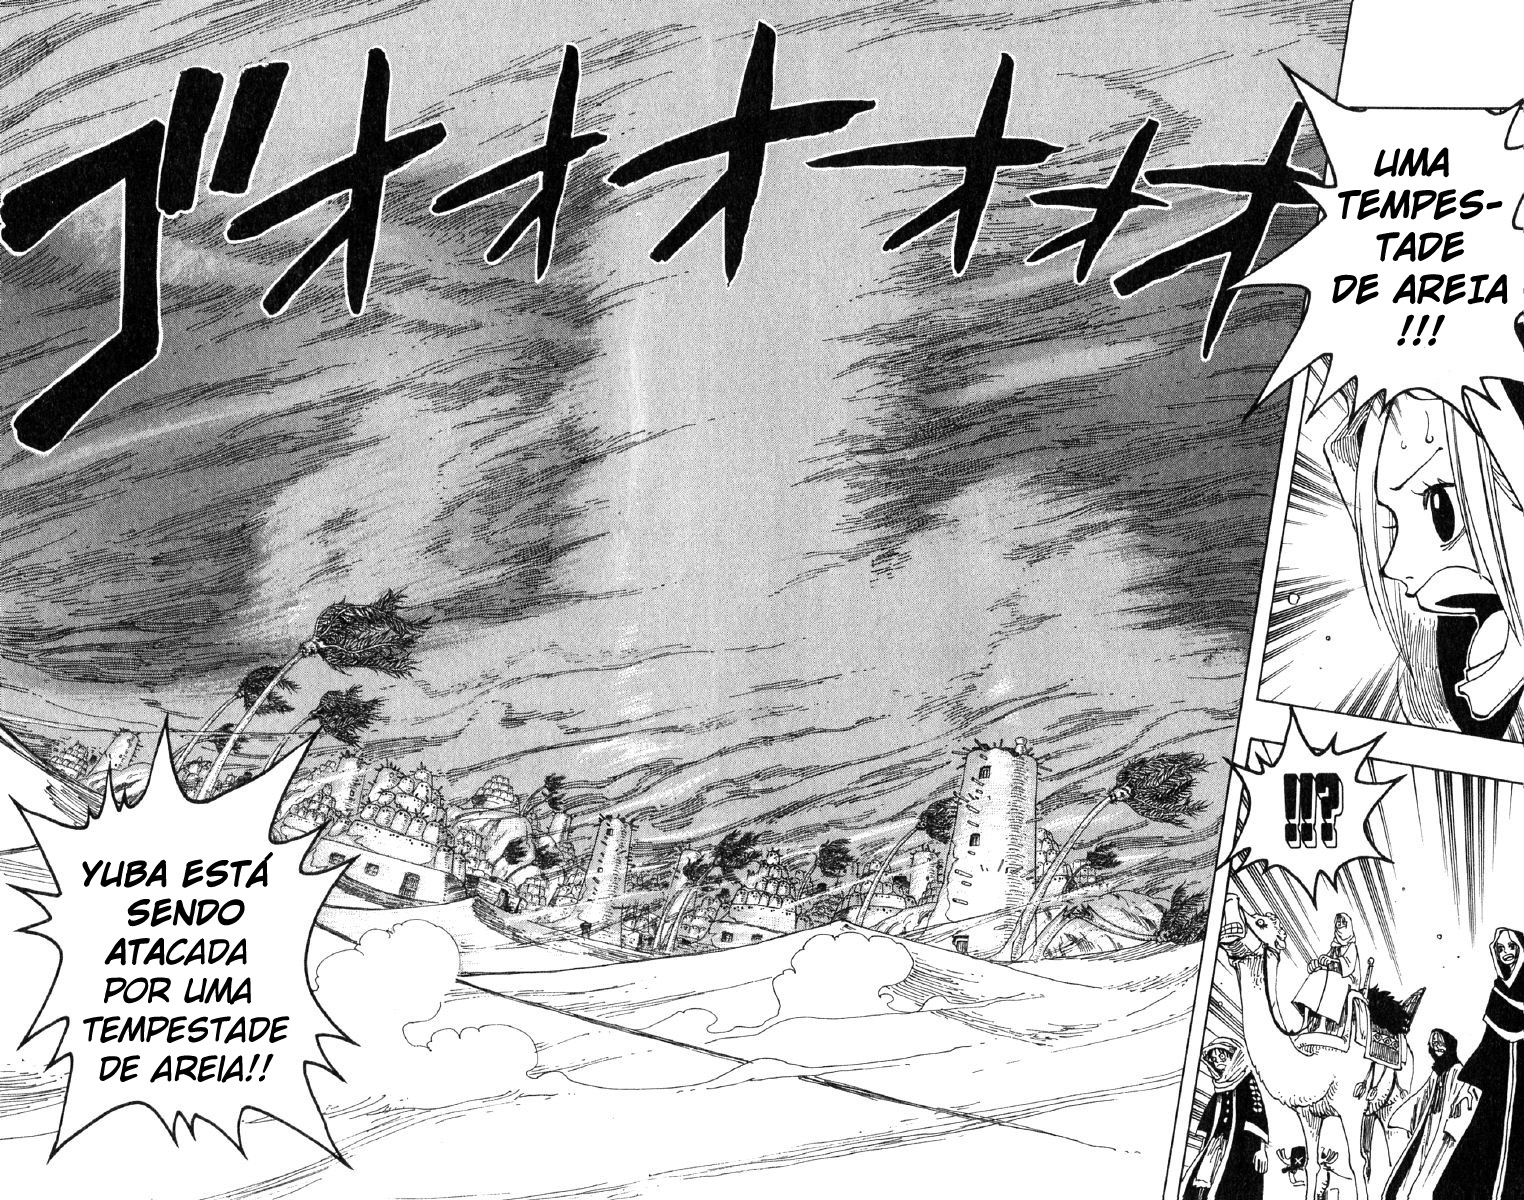 UMA
TEMPES-
TADE
DE AREIA
!!!
!!!?
ゴオオオオオオ
YUBA ESTÁ
SENDO
ATACADA
POR UMA
TEMPESTADE
DE AREIA!!